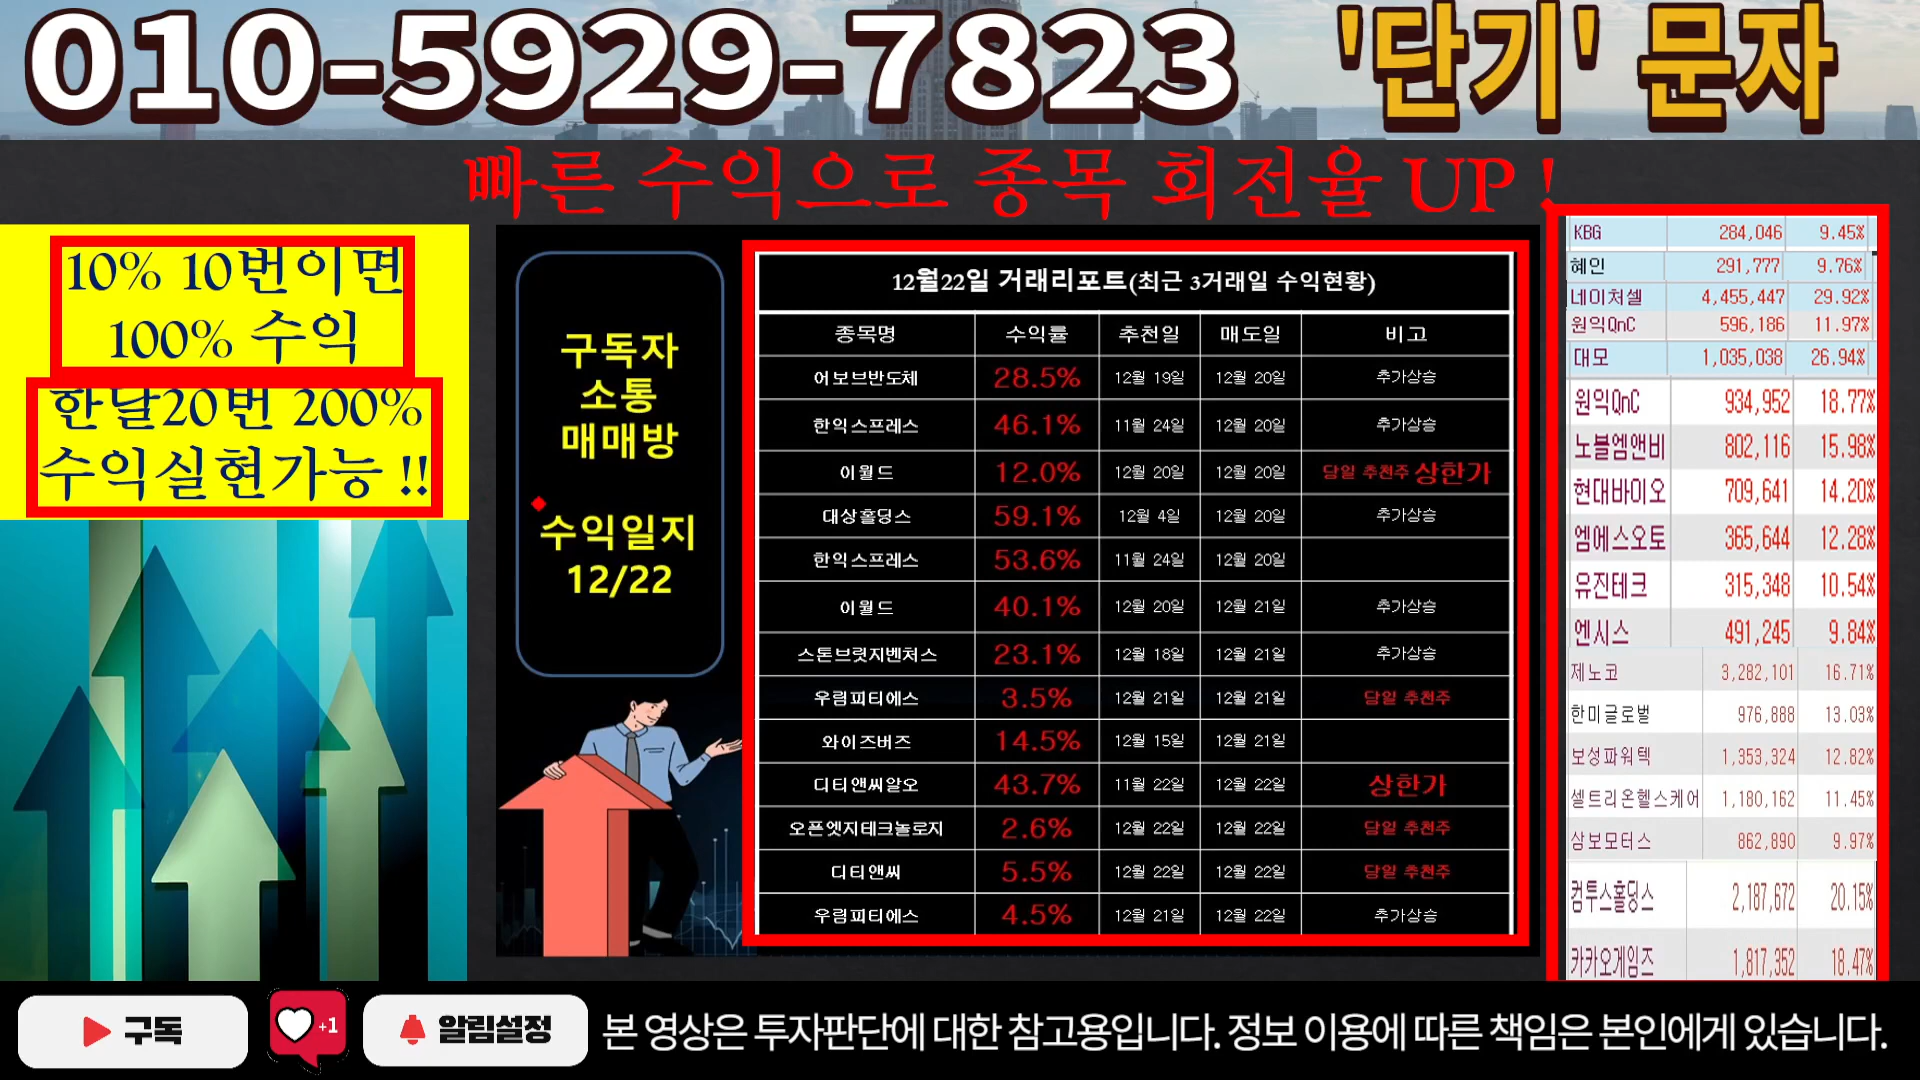 010-5929-7823 '단기' 문자
빠른 수익으로 종목 회전율 UP !
10% 10번이면
100% 수익
한달20번 200%
수익실현가능 !!
구독자
소통
매매방
수익일지
12/22
12월22일 거래리포트(최근 3거래일 수익현황)
종목명 수익률 추천일 매도일 비고
어보브반도체 28.5% 12월 19일 12월 20일 추가상승
한익스프레스 46.1% 11월 24일 12월 20일 추가상승
이월드 12.0% 12월 20일 12월 20일 당일 추천주 상한가
대상홀딩스 59.1% 12월 4일 12월 20일 추가상승
한익스프레스 53.6% 11월 24일 12월 20일
이월드 40.1% 12월 20일 12월 21일 추가상승
스톤브릿지벤처스 23.1% 12월 18일 12월 21일 추가상승
우림피티에스 3.5% 12월 21일 12월 21일 당일 추천주
와이즈버즈 14.5% 12월 15일 12월 21일
디티앤씨알오 43.7% 11월 22일 12월 22일 상한가
오픈엣지테크놀로지 2.6% 12월 22일 12월 22일 당일 추천주
디티앤씨 5.5% 12월 22일 12월 22일 당일 추천주
우림피티에스 4.5% 12월 21일 12월 22일 추가상승
KBG 284,046 9.45%
혜인 291,777 9.76%
네이처셀 4,455,447 29.92%
원익QnC 596,186 11.97%
대모 1,035,038 26.94%
원익QnC 934,952 18.77%
노블엠앤비 802,116 15.98%
현대바이오 709,641 14.20%
엠에스오토 365,644 12.28%
유진테크 315,348 10.54%
엔시스 491,245 9.84%
제노코 3,282,101 16.71%
한미글로벌 976,888 13.03%
보성파워텍 1,353,324 12.82%
셀트리온헬스케어 1,180,162 11.45%
상보모터스 862,890 9.97%
컴투스홀딩스 2,187,672 20.15%
카카오게임즈 1,817,352 18.47%
구독 +1 알림설정 본 영상은 투자판단에 대한 참고용입니다. 정보 이용에 따른 책임은 본인에게 있습니다.